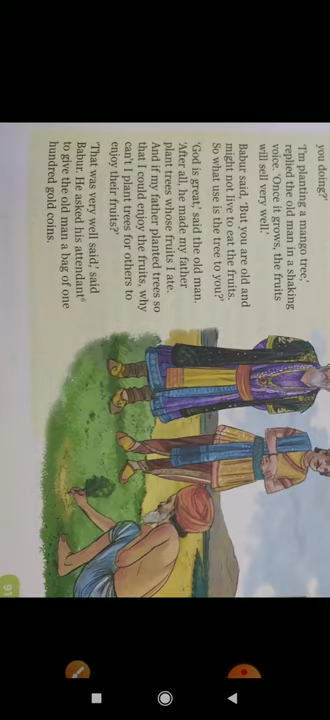 you doing?'
'I'm planting a mango tree,'
replied the old man in a shaking
voice. 'Once it grows, the fruits
will sell very well.'
Babur said, 'But you are old and
might not live to eat the fruits.
So what use is the tree to you?'
'God is great,' said the old man.
'After all, he made my father
plant trees whose fruits I ate.
And if my father planted trees so
that I could enjoy the fruits, why
can't I plant trees for others to
enjoy their fruits?'
'That was very well said,' said
Babur. He asked his attendant⁶
to give the old man a bag of one
hundred gold coins.
91